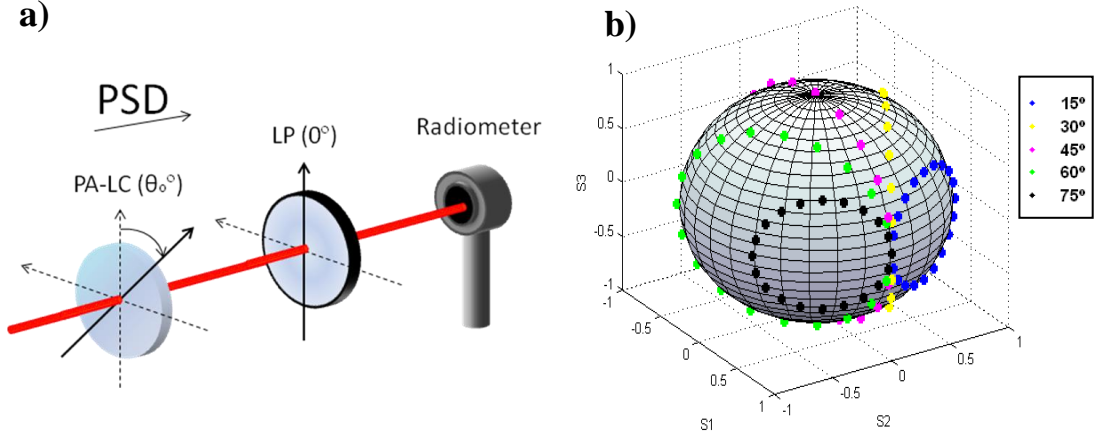 a)
PSD
PA-LC (θ₀°)
LP (0°)
Radiometer
b)
1
0.5
0
-0.5
-1
S3
-1
-0.5
0
0.5
1
S1
-1
-0.5
0
0.5
1
S2
15º
30º
45º
60º
75º